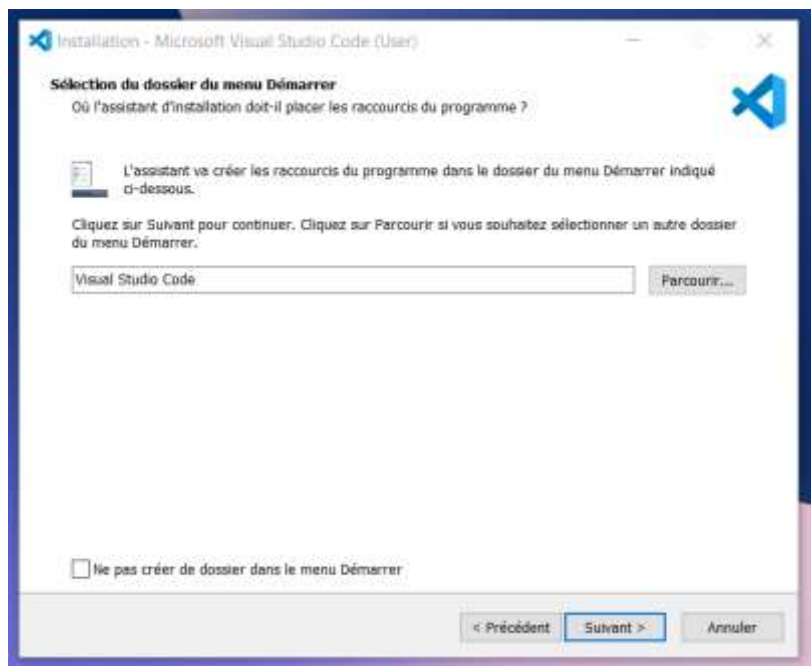 Installation - Microsoft Visual Studio Code (User)
Sélection du dossier du menu Démarrer
Où l'assistant d'installation doit-il placer les raccourcis du programme ?
L'assistant va créer les raccourcis du programme dans le dossier du menu Démarrer indiqué
ci-dessous.
Cliquez sur Suivant pour continuer. Cliquez sur Parcourir si vous souhaitez sélectionner un autre dossier
du menu Démarrer.
Visual Studio Code
Parcourir...
Ne pas créer de dossier dans le menu Démarrer
< Précédent
Suivant >
Annuler